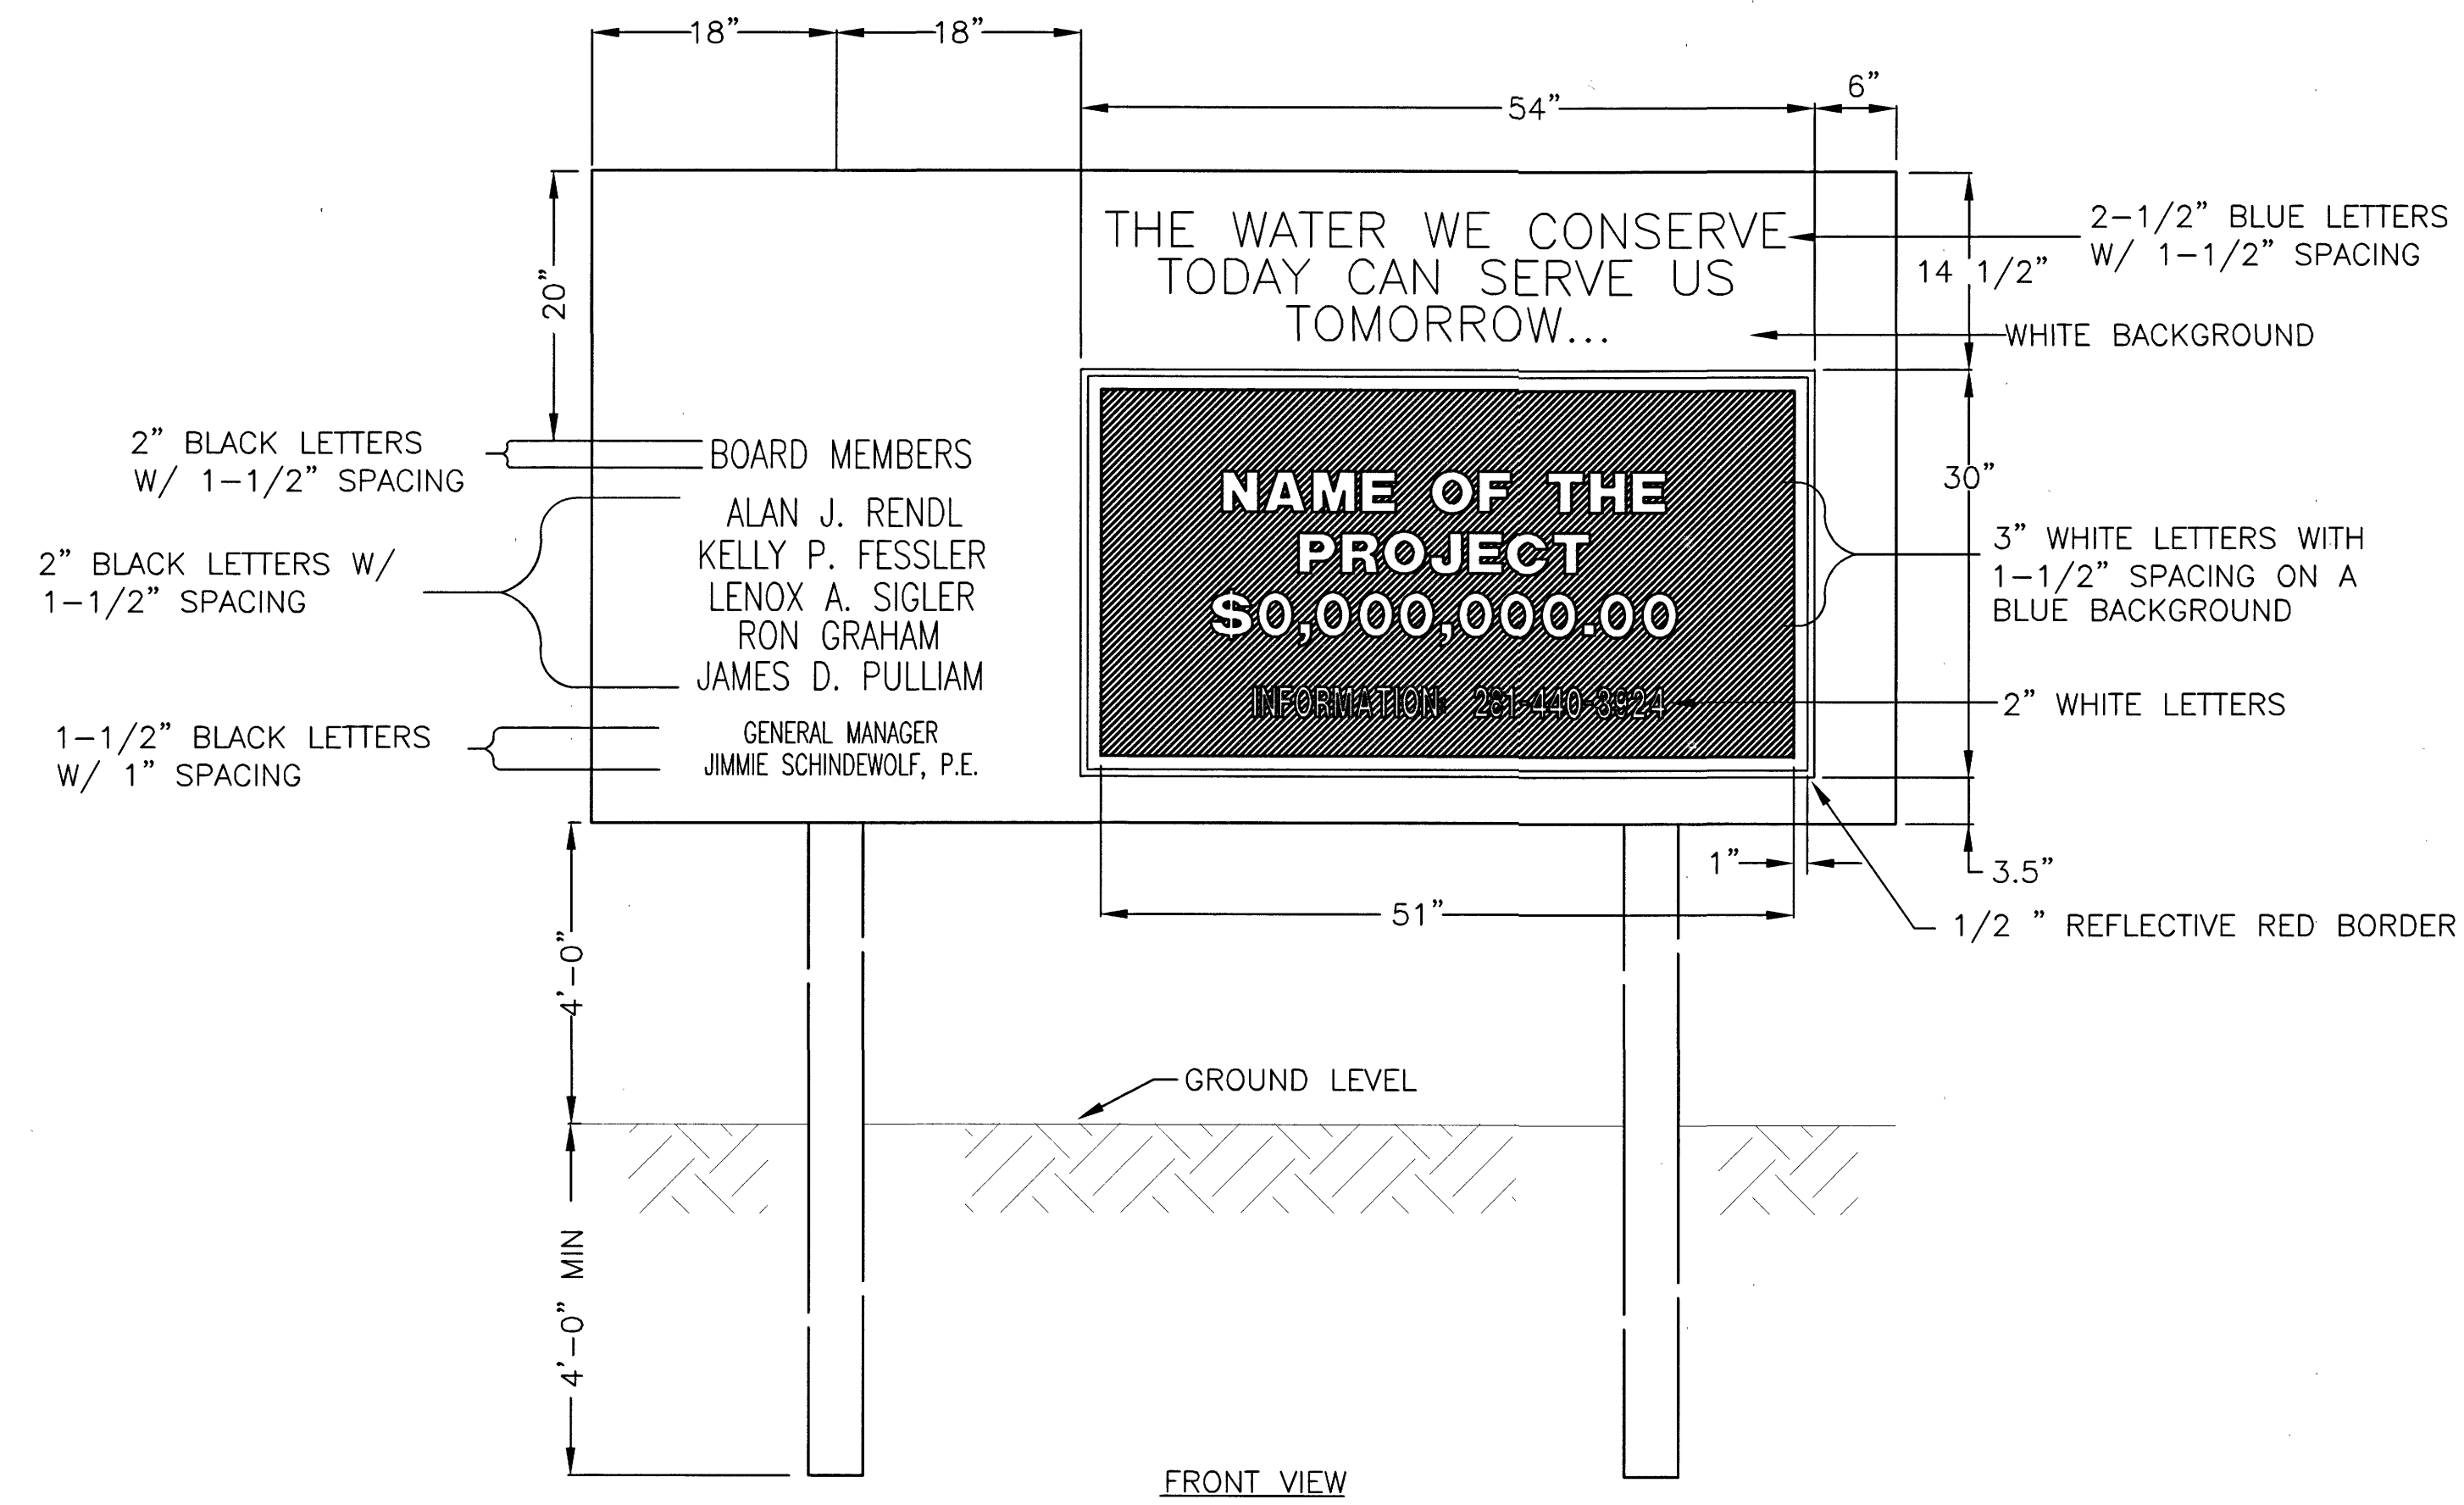 18” 18”
54” 6”
THE WATER WE CONSERVE
TODAY CAN SERVE US
TOMORROW...
2-1/2” BLUE LETTERS
W/ 1-1/2” SPACING
14 1/2”
WHITE BACKGROUND
20”
2” BLACK LETTERS
W/ 1-1/2” SPACING
BOARD MEMBERS
ALAN J. RENDL
KELLY P. FESSLER
LENOX A. SIGLER
RON GRAHAM
JAMES D. PULLIAM
2” BLACK LETTERS W/
1-1/2” SPACING
GENERAL MANAGER
JIMMIE SCHINDEWOLF, P.E.
1-1/2” BLACK LETTERS
W/ 1” SPACING
NAME OF THE
PROJECT
$0,000,000.00
INFORMATION: 281-440-3924
30”
3” WHITE LETTERS WITH
1-1/2” SPACING ON A
BLUE BACKGROUND
2” WHITE LETTERS
1”
3.5”
51”
1/2 ” REFLECTIVE RED BORDER
4’-0”
GROUND LEVEL
4’-0” MIN
FRONT VIEW